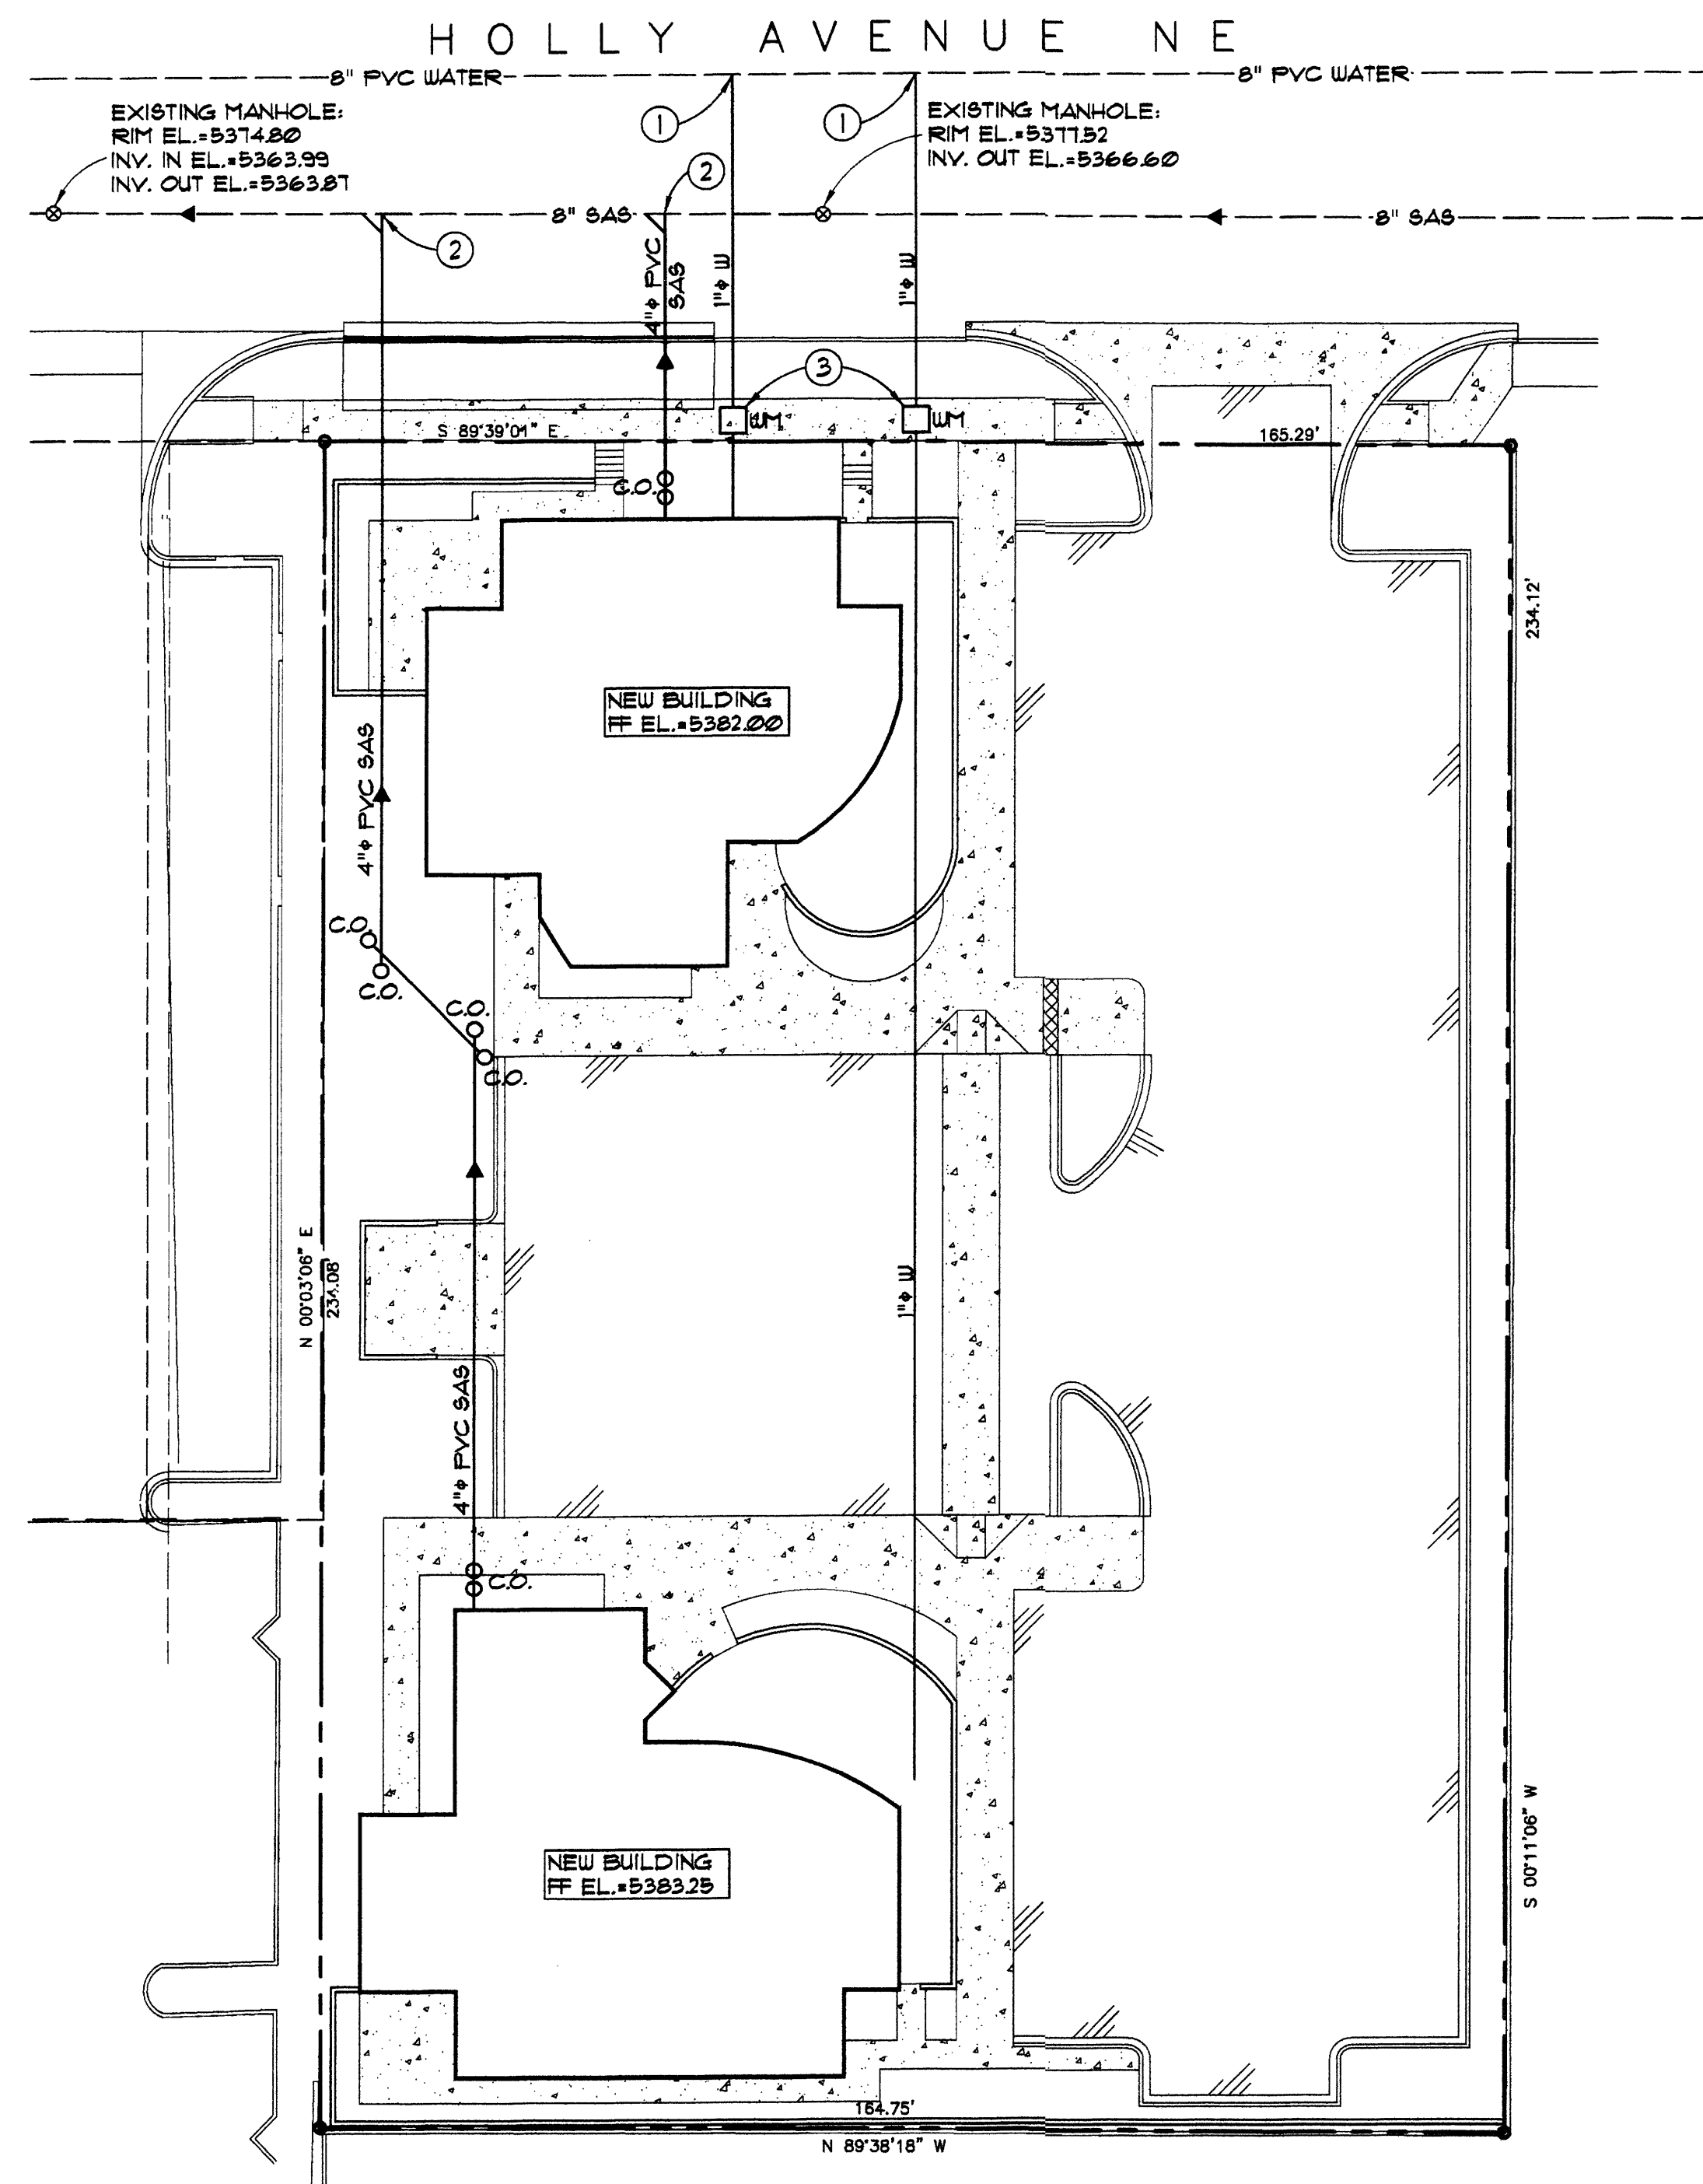 HOLLY AVENUE NE
8" PVC WATER
8" PVC WATER
EXISTING MANHOLE:
RIM EL.=5374.80
INV. IN EL.=5363.99
INV. OUT EL.=5363.87
1
1
EXISTING MANHOLE:
RIM EL.=5377.52
INV. OUT EL.=5366.60
2
2
8" SAS
8" SAS
4"ϕ PVC
SAS
1"ϕ W
1"ϕ W
3
WM
WM
S 89°39'01" E
165.29'
C.O.
234.12'
NEW BUILDING
FF EL.=5382.00
4"ϕ PVC SAS
C.O.
C.O.
C.O.
C.O.
N 00°03'06" E
234.08'
1"ϕ W
4"ϕ PVC SAS
C.O.
NEW BUILDING
FF EL.=5383.25
S 00°11'06" W
164.75'
N 89°38'18" W